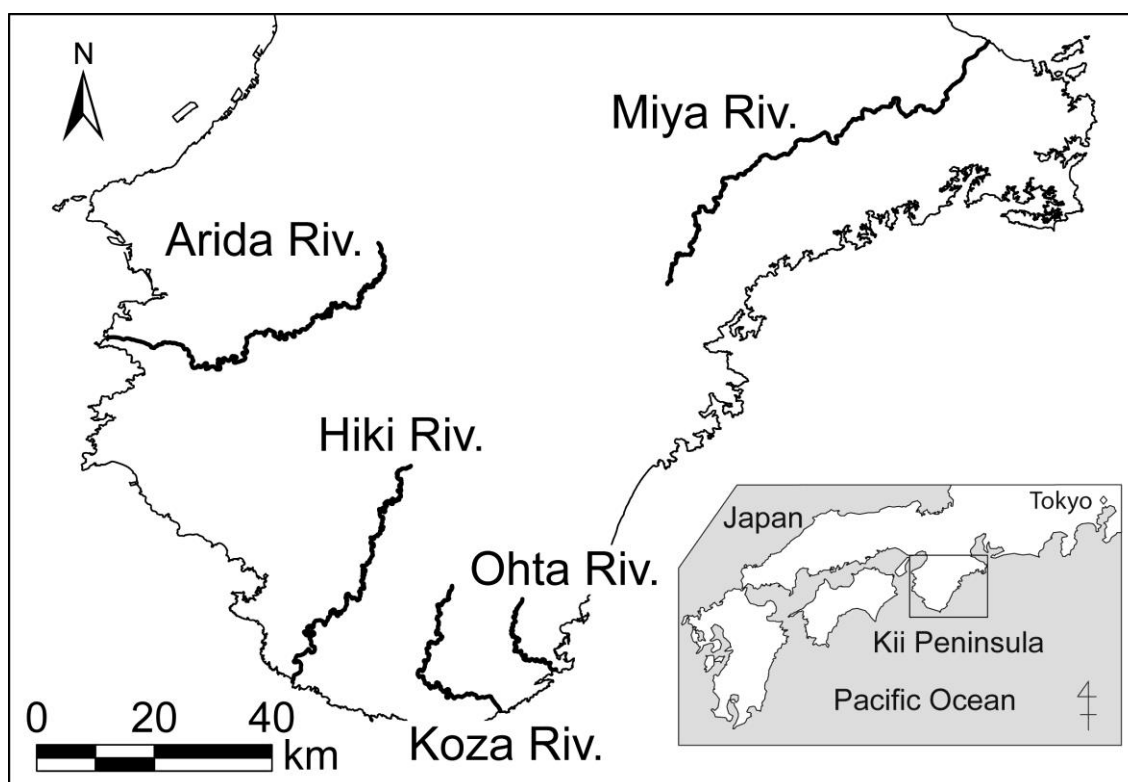 N
Miya Riv.
Arida Riv.
Hiki Riv.
Ohta Riv.
Koza Riv.
0 20 40
km
Japan
Tokyo
Kii Peninsula
Pacific Ocean